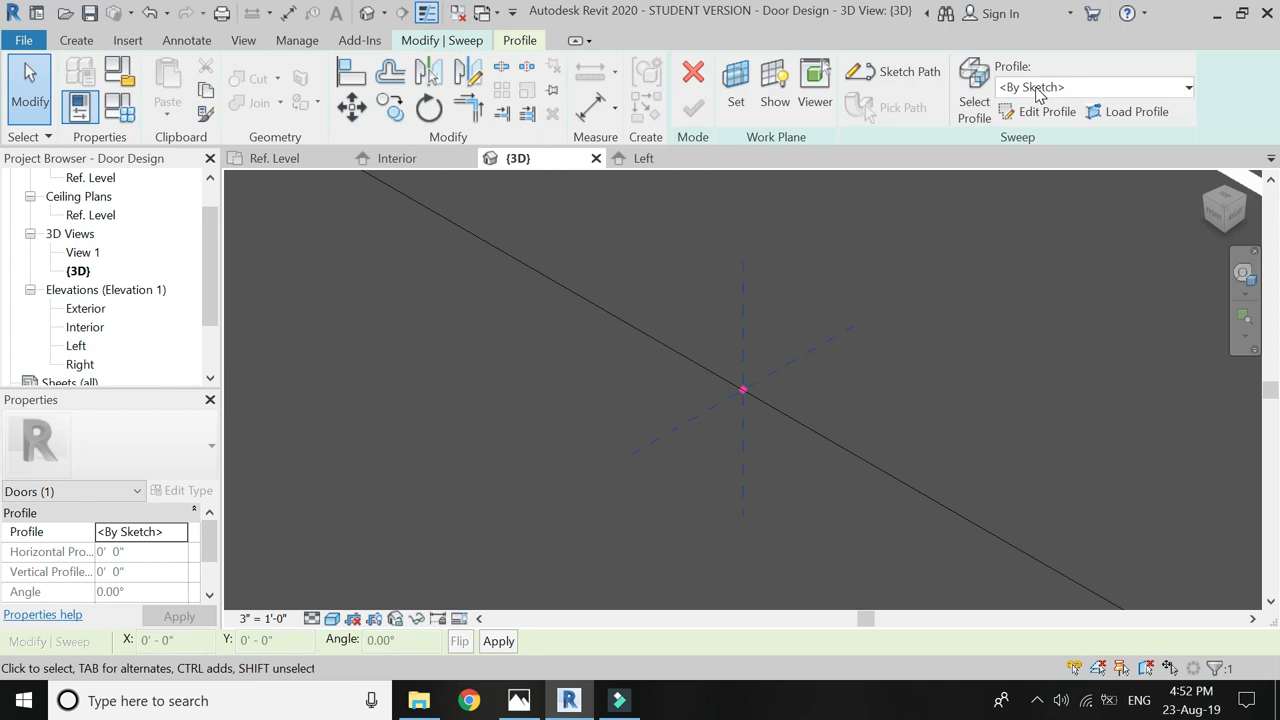 Autodesk Revit 2020 - STUDENT VERSION - Door Design - 3D View: {3D}
Sign In
File
Create
Insert
Annotate
View
Manage
Add-Ins
Modify | Sweep
Profile
Modify
Select
Properties
Paste
Clipboard
Cut
Join
Geometry
Modify
Measure
Create
Mode
Set
Show
Viewer
Work Plane
Sketch Path
Pick Path
Select Profile
Profile:
<By Sketch>
Edit Profile
Load Profile
Sweep
Project Browser - Door Design
Ref. Level
Interior
{3D}
Left
Ref. Level
Ceiling Plans
Ref. Level
3D Views
View 1
{3D}
Elevations (Elevation 1)
Exterior
Interior
Left
Right
Sheets (all)
TOP
FRONT
Properties
R
Doors (1)
Edit Type
Profile
Profile <By Sketch>
Horizontal Pro... 0' 0"
Vertical Profile... 0' 0"
Angle 0.00°
Properties help
Apply
3" = 1'-0"
Modify | Sweep
X: 0' - 0"
Y: 0' - 0"
Angle: 0.00°
Flip
Apply
Click to select, TAB for alternates, CTRL adds, SHIFT unselect
:1
Type here to search
ENG
4:52 PM
23-Aug-19